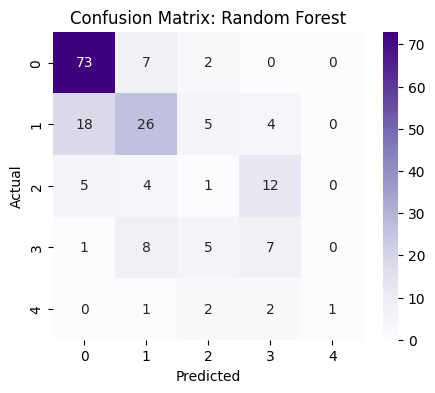 Confusion Matrix: Random Forest
0 73 7 2 0 0
1 18 26 5 4 0
2 5 4 1 12 0
3 1 8 5 7 0
4 0 1 2 2 1
0 1 2 3 4
Predicted
Actual
70
60
50
40
30
20
10
0